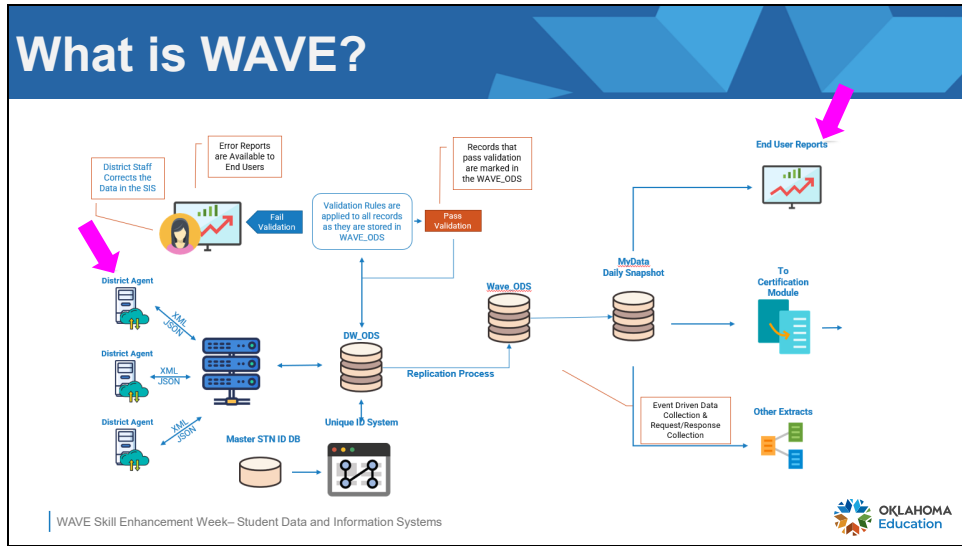 What is WAVE?
Error Reports
are Available to
End Users
District Staff
Corrects the
Data in the SIS
Fail
Validation
Validation Rules are
applied to all records
as they are stored in
WAVE_ODS
Pass
Validation
Records that
pass validation
are marked in
the WAVE_ODS
End User Reports
District Agent
XML
JSON
District Agent
XML
JSON
District Agent
XML
JSON
DW_ODS
Replication Process
Wave_ODS
MyData
Daily Snapshot
To
Certification
Module
Unique ID System
Master STN ID DB
Event Driven Data
Collection &
Request/Response
Collection
Other Extracts
WAVE Skill Enhancement Week– Student Data and Information Systems
OKLAHOMA
Education